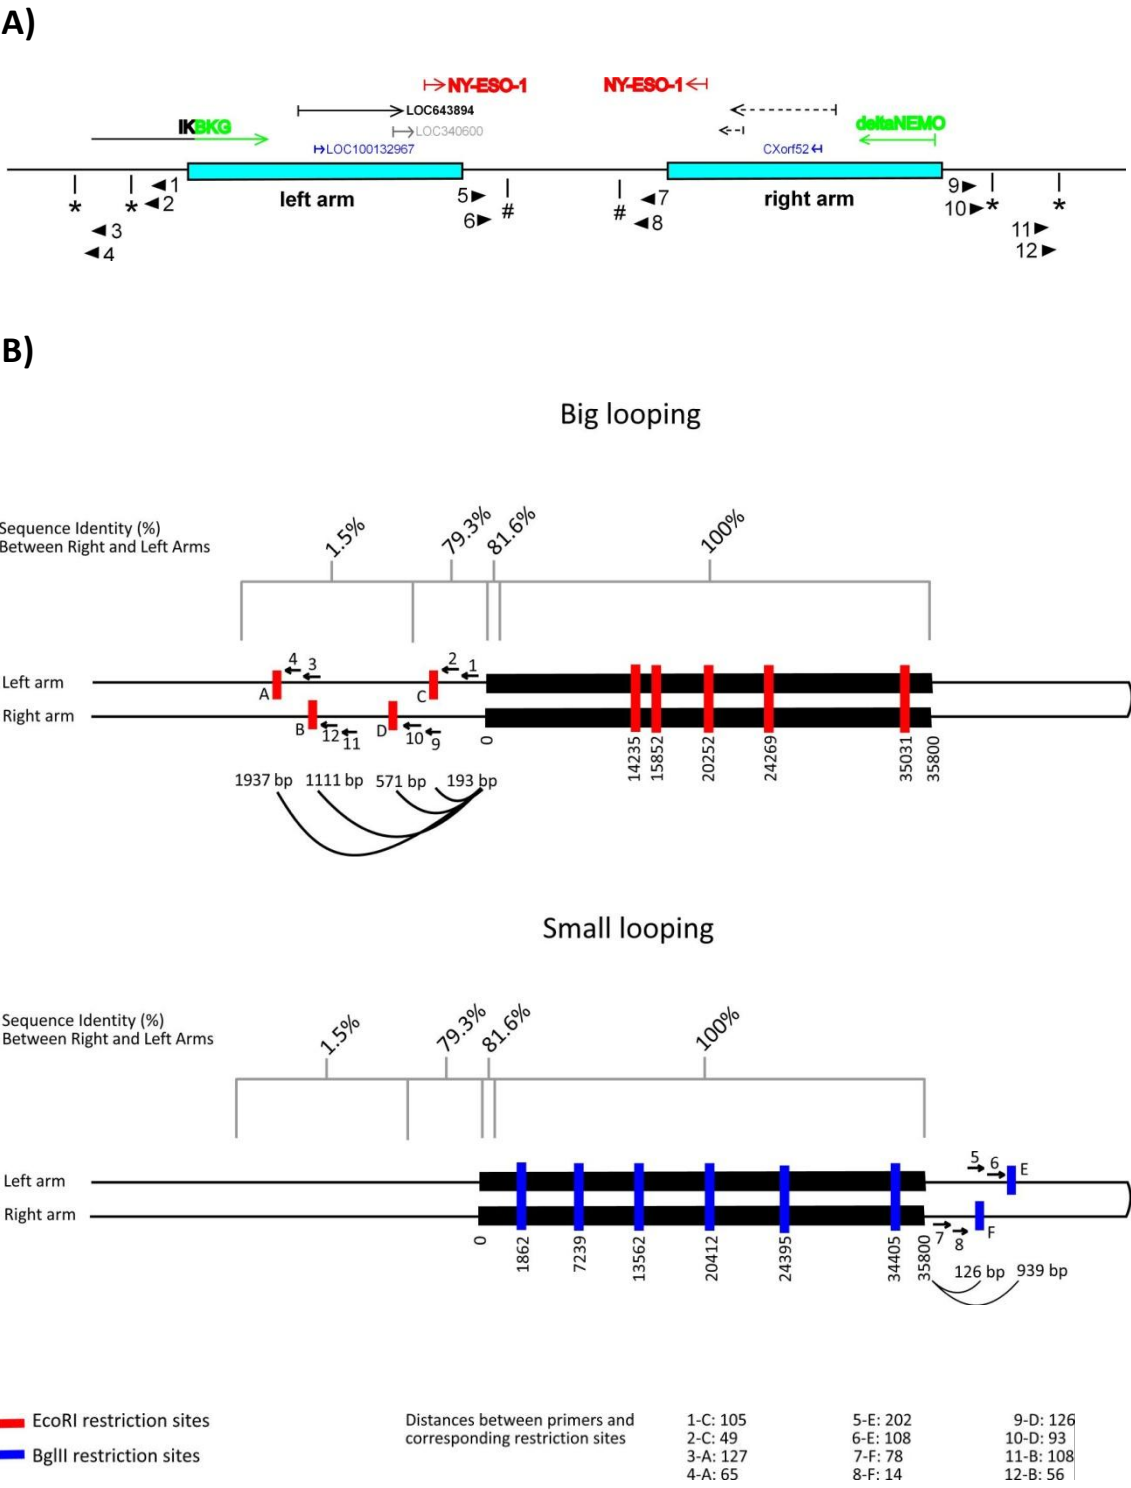 A)
NY-ESO-1 NY-ESO-1
LOC643894
IKBKG LOC340600 deltaNEMO
LOC100132967 CXorf52
left arm right arm
1 5 7 9
* * 2 6 # # 8 10 * *
3 11
4 12
B)
Big looping
Sequence Identity (%)
Between Right and Left Arms
1.5% 79.3% 81.6% 100%
4 3 2 1
Left arm A C
Right arm B 12 11 D 10 9
0 14235 15852 20252 24269 35031 35800
1937 bp 1111 bp 571 bp 193 bp
Small looping
Sequence Identity (%)
Between Right and Left Arms
1.5% 79.3% 81.6% 100%
5 6 E
Left arm
Right arm 7 8 F
0 1862 7239 13562 20412 24395 34405 35800
126 bp 939 bp
EcoRI restriction sites
BglII restriction sites
Distances between primers and
corresponding restriction sites
1-C: 105 5-E: 202 9-D: 126
2-C: 49 6-E: 108 10-D: 93
3-A: 127 7-F: 78 11-B: 108
4-A: 65 8-F: 14 12-B: 56